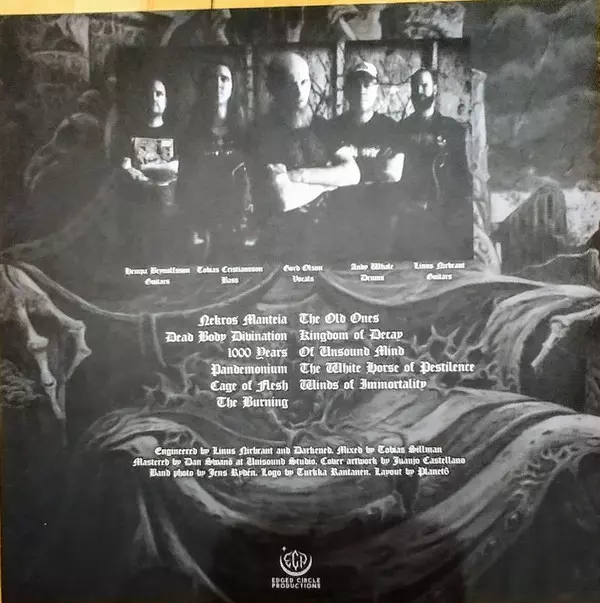 Hempa Brynolfsson Tobias Cristiansson Gord Olson Andy Whale Linus Nirbrant
Guitars Bass Vocals Drums Guitars
Nekros Manteia
Dead Body Divination
1000 Years
Pandemonium
Cage of Flesh
The Burning
The Old Ones
Kingdom of Decay
Of Unsound Mind
The White Horse of Pestilence
Winds of Immortality
Engineered by Linus Nirbrant and Darkened. Mixed by Tobias Sillman
Mastered by Dan Swanö at Unisound Studio. Cover artwork by Juanjo Castellano
Band photo by Jens Rydén. Logo by Turkka Rantanen. Layout by Planet6
ECP
EDGED CIRCLE
PRODUCTIONS